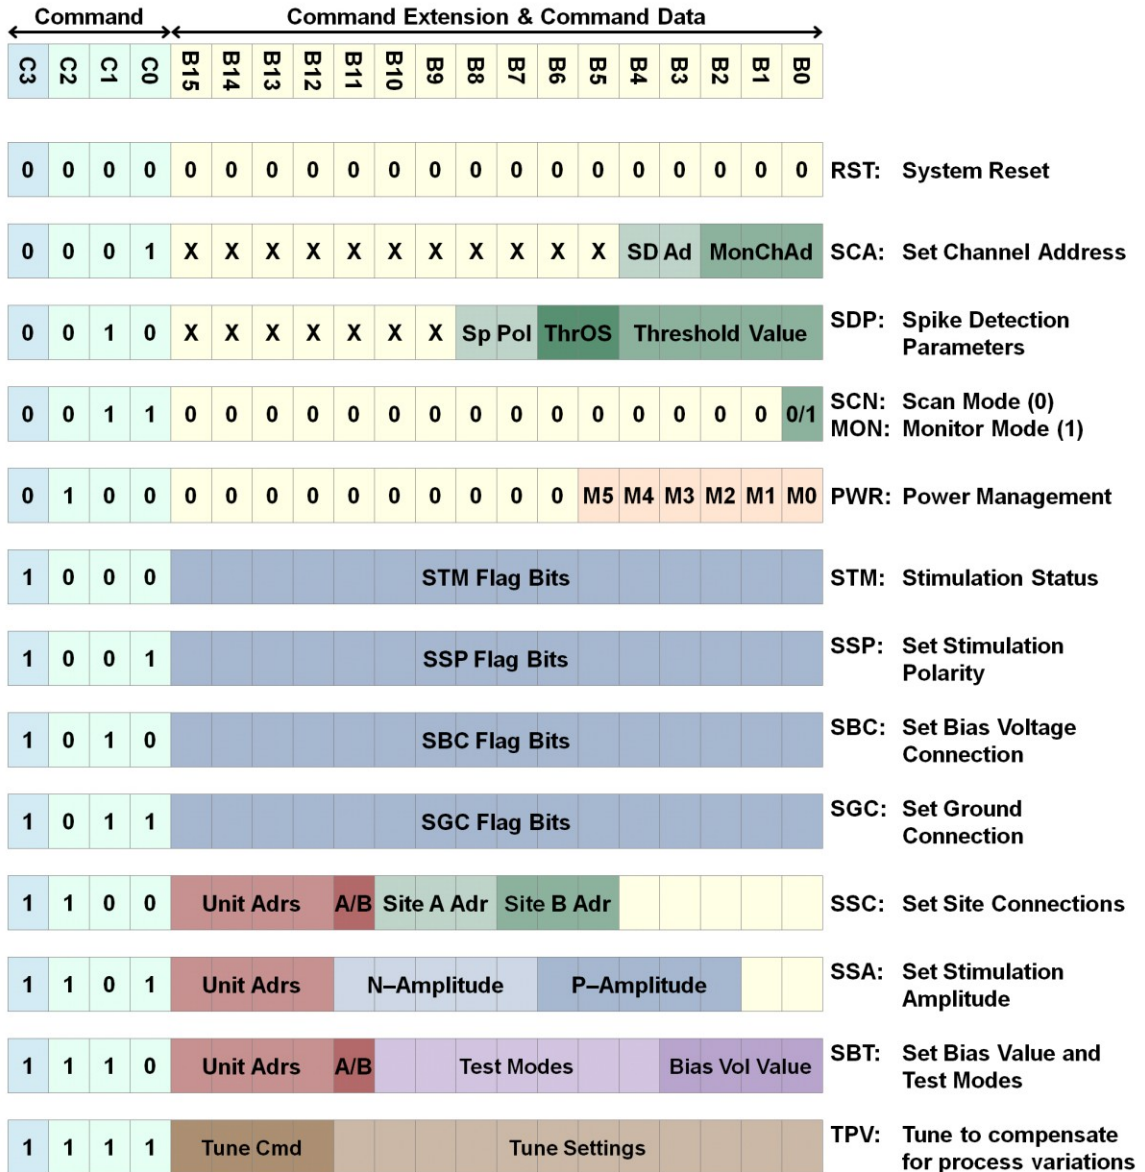 Command Command Extension & Command Data
C3 C2 C1 C0 B15 B14 B13 B12 B11 B10 B9 B8 B7 B6 B5 B4 B3 B2 B1 B0
0 0 0 0 0 0 0 0 0 0 0 0 0 0 0 0 0 0 0 0 RST: System Reset
0 0 0 1 X X X X X X X X X X X SD Ad MonChAd SCA: Set Channel Address
0 0 1 0 X X X X X X X Sp Pol ThrOS Threshold Value SDP: Spike Detection
Parameters
0 0 1 1 0 0 0 0 0 0 0 0 0 0 0 0 0 0 0 0/1 SCN: Scan Mode (0)
MON: Monitor Mode (1)
0 1 0 0 0 0 0 0 0 0 0 0 0 0 M5 M4 M3 M2 M1 M0 PWR: Power Management
1 0 0 0 STM Flag Bits STM: Stimulation Status
1 0 0 1 SSP Flag Bits SSP: Set Stimulation
Polarity
1 0 1 0 SBC Flag Bits SBC: Set Bias Voltage
Connection
1 0 1 1 SGC Flag Bits SGC: Set Ground
Connection
1 1 0 0 Unit Adrs A/B Site A Adr Site B Adr SSC: Set Site Connections
1 1 0 1 Unit Adrs N–Amplitude P–Amplitude SSA: Set Stimulation
Amplitude
1 1 1 0 Unit Adrs A/B Test Modes Bias Vol Value SBT: Set Bias Value and
Test Modes
1 1 1 1 Tune Cmd Tune Settings TPV: Tune to compensate
for process variations